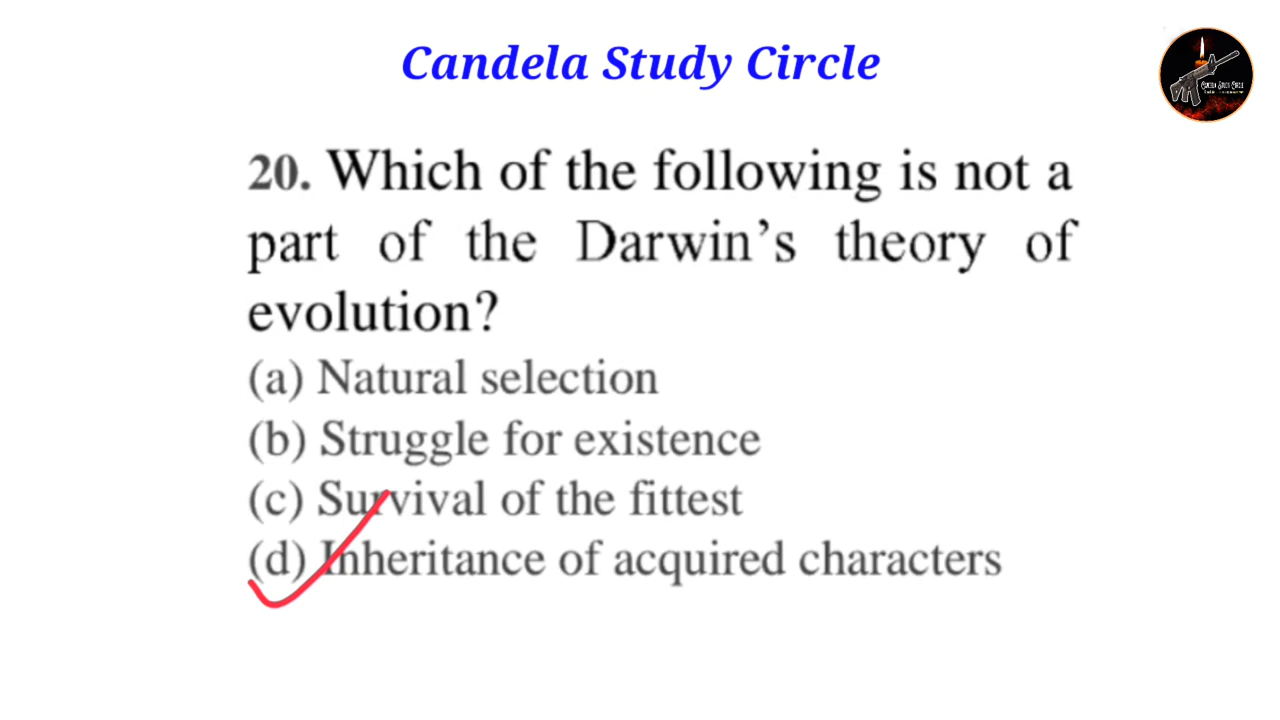 Candela Study Circle
20. Which of the following is not a
part of the Darwin's theory of
evolution?
(a) Natural selection
(b) Struggle for existence
(c) Survival of the fittest
(d) Inheritance of acquired characters